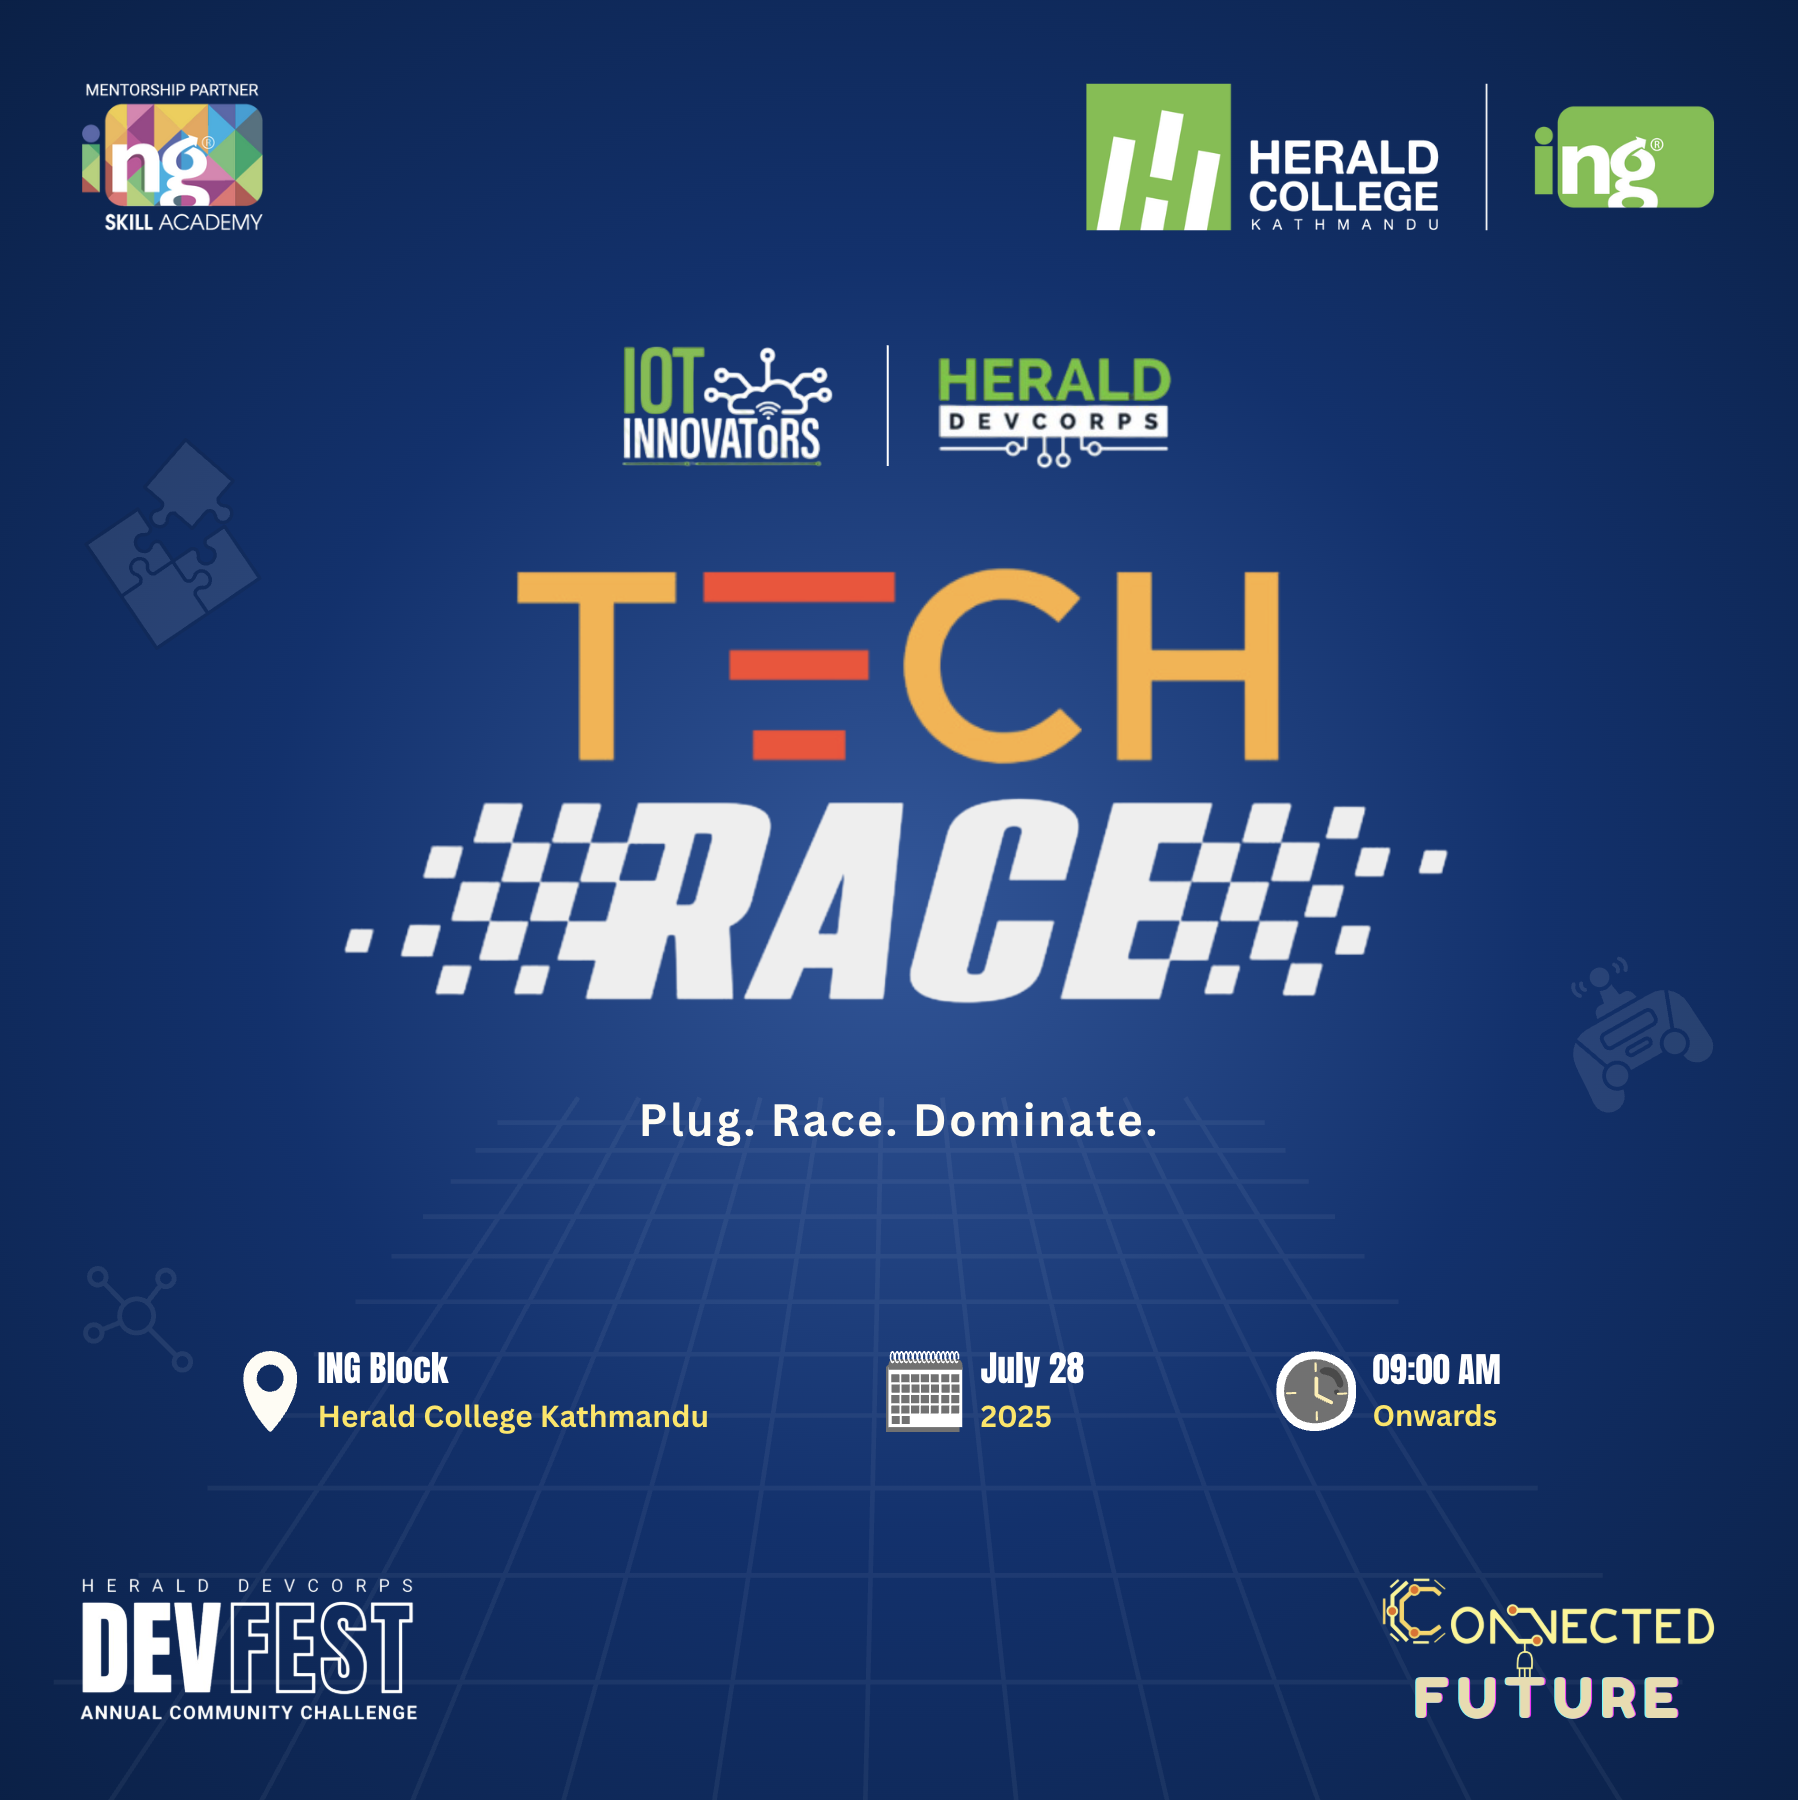 MENTORSHIP PARTNER
ing®
SKILL ACADEMY
HERALD
COLLEGE
KATHMANDU
ing®
IOT
INNOVATORS
HERALD
DEVCORPS
TECH
RACE
Plug. Race. Dominate.
ING Block
Herald College Kathmandu
July 28
2025
09:00 AM
Onwards
HERALD DEVCORPS
DEVFEST
ANNUAL COMMUNITY CHALLENGE
CONNECTED
FUTURE